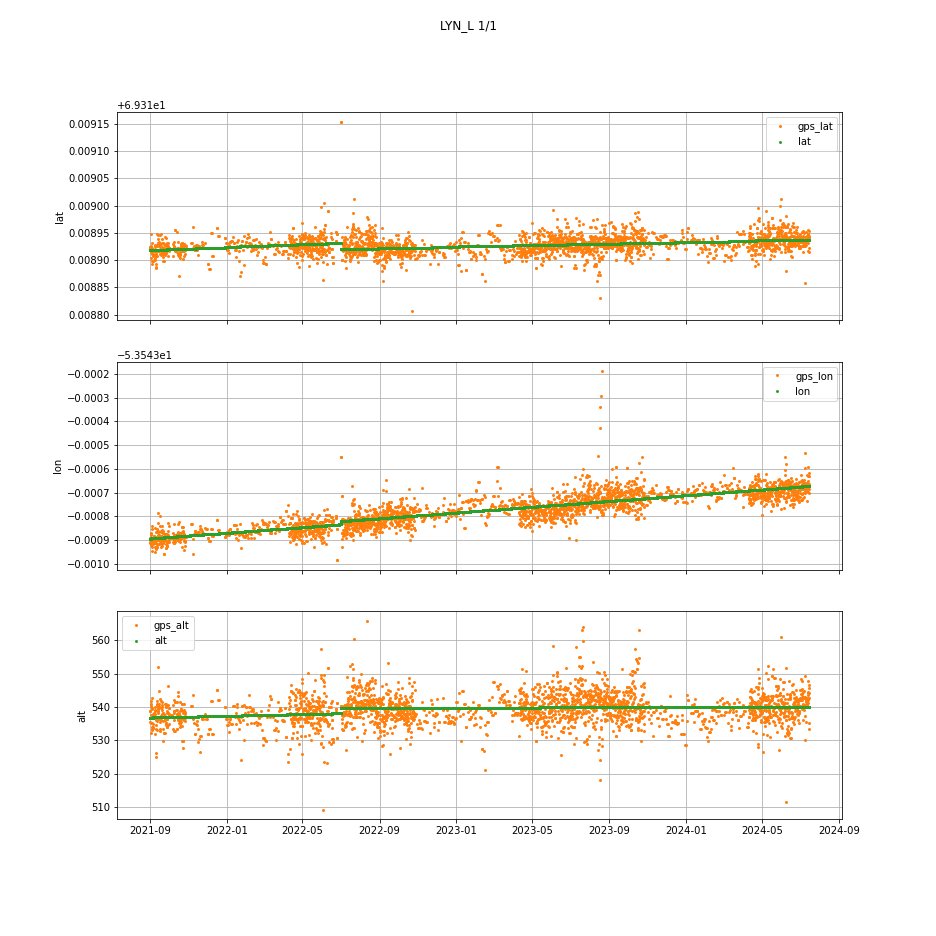 LYN_L 1/1
+6.931e1
0.00915
0.00910
0.00905
0.00900
0.00895
0.00890
0.00885
0.00880
lat
gps_lat
lat
−5.3543e1
−0.0002
−0.0003
−0.0004
−0.0005
−0.0006
−0.0007
−0.0008
−0.0009
−0.0010
lon
gps_lon
lon
560
550
540
530
520
510
alt
gps_alt
alt
2021-09 2022-01 2022-05 2022-09 2023-01 2023-05 2023-09 2024-01 2024-05 2024-09